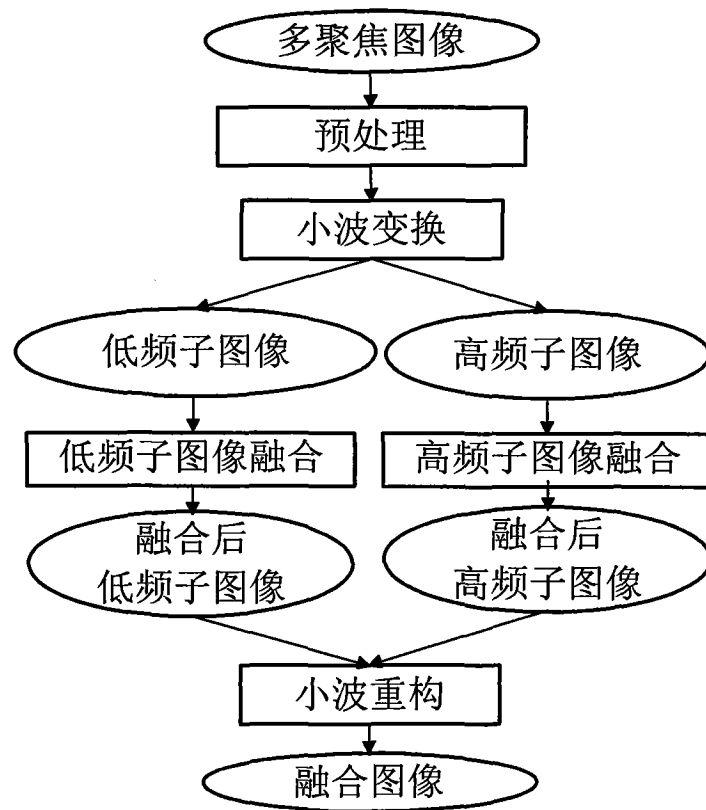 多聚焦图像
预处理
小波变换
低频子图像
高频子图像
低频子图像融合
高频子图像融合
融合后
低频子图像
融合后
高频子图像
小波重构
融合图像